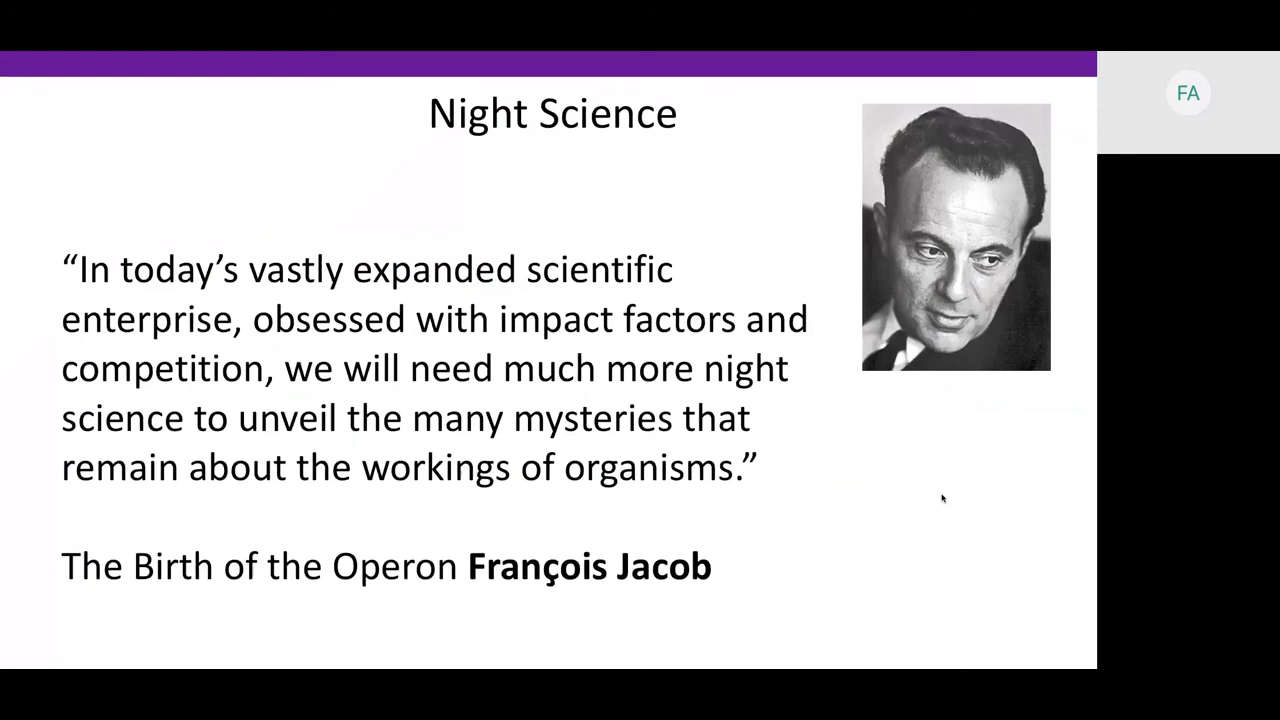 Night Science
FA
“In today’s vastly expanded scientific
enterprise, obsessed with impact factors and
competition, we will need much more night
science to unveil the many mysteries that
remain about the workings of organisms.”
The Birth of the Operon François Jacob